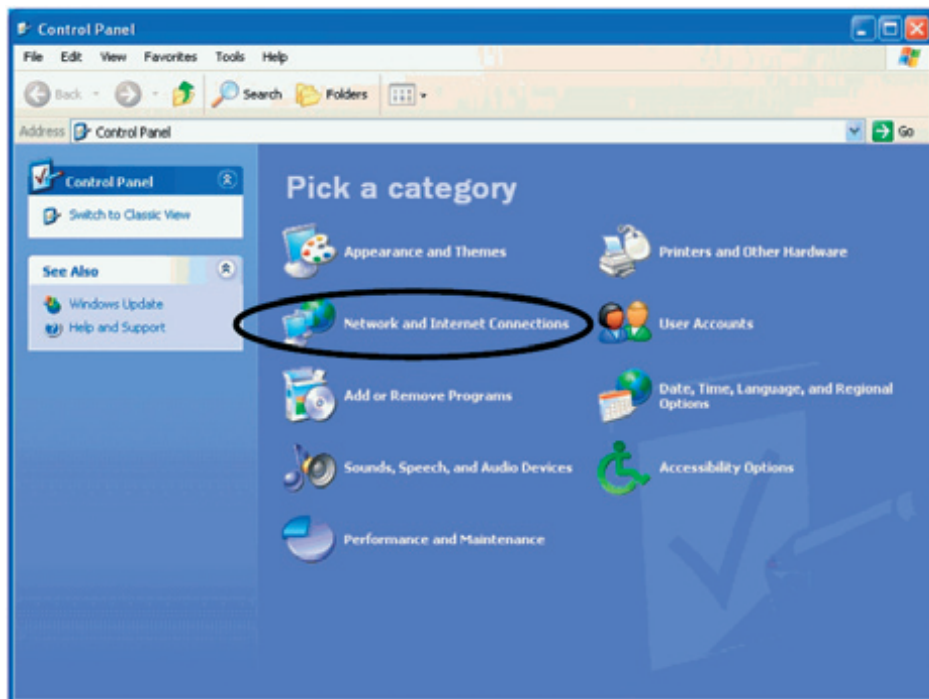 Control Panel
File Edit View Favorites Tools Help
Back Search Folders
Address Control Panel Go
Control Panel
Switch to Classic View
See Also
Windows Update
Help and Support
Pick a category
Appearance and Themes
Printers and Other Hardware
Network and Internet Connections
User Accounts
Add or Remove Programs
Date, Time, Language, and Regional
Options
Sounds, Speech, and Audio Devices
Accessibility Options
Performance and Maintenance